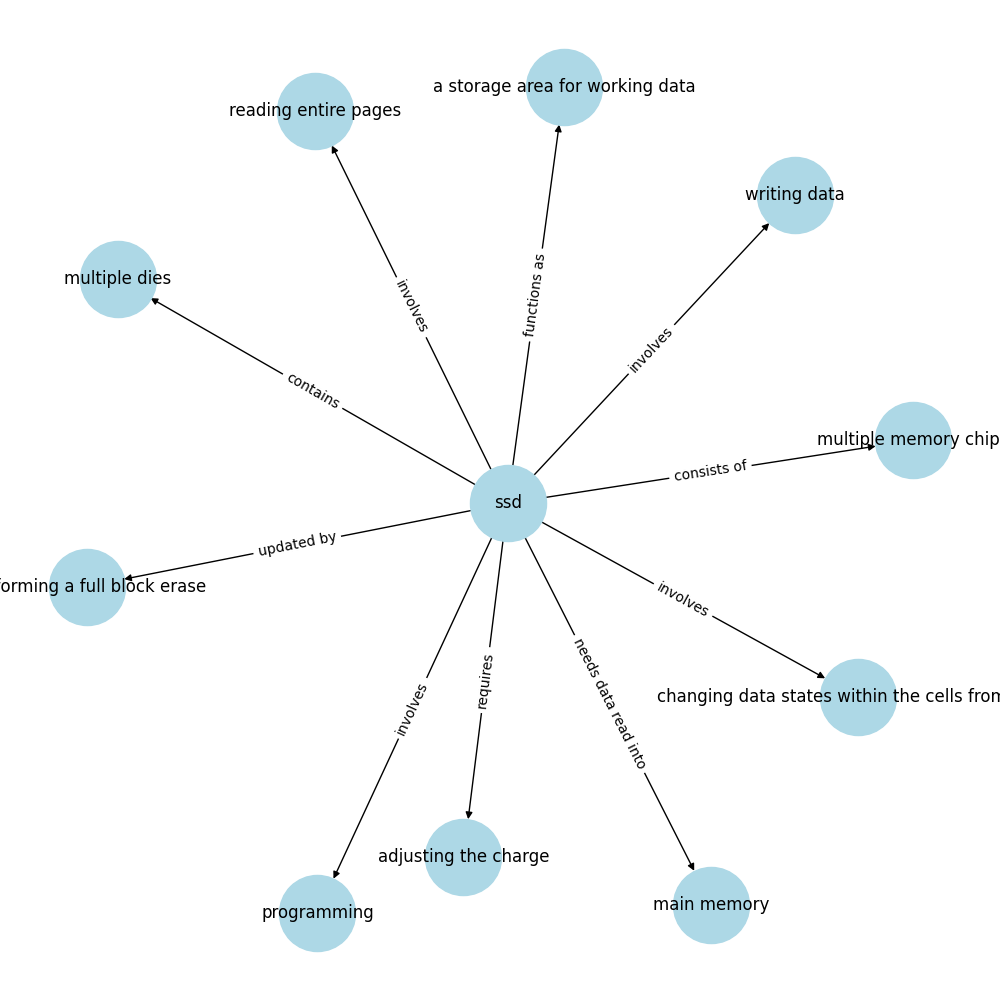 a storage area for working data
reading entire pages
writing data
functions as
multiple dies
involves
involves
contains
multiple memory chip
consists of
ssd
updated by
forming a full block erase
involves
needs data read into
requires
involves
changing data states within the cells from
adjusting the charge
main memory
programming